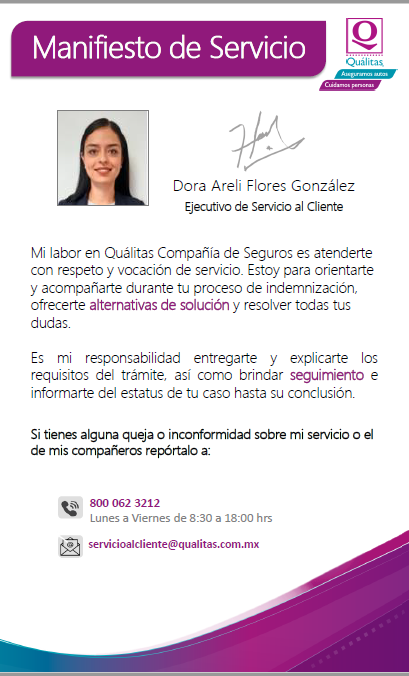 Manifiesto de Servicio
Q
Quálitas
Aseguramos autos
Cuidamos personas
Dora Areli Flores González
Ejecutivo de Servicio al Cliente
Mi labor en Quálitas Compañía de Seguros es atenderte
con respeto y vocación de servicio. Estoy para orientarte
y acompañarte durante tu proceso de indemnización,
ofrecerte alternativas de solución y resolver todas tus
dudas.
Es mi responsabilidad entregarte y explicarte los
requisitos del trámite, así como brindar seguimiento e
informarte del estatus de tu caso hasta su conclusión.
Si tienes alguna queja o inconformidad sobre mi servicio o el
de mis compañeros repórtalo a:
800 062 3212
Lunes a Viernes de 8:30 a 18:00 hrs
servicioalcliente@qualitas.com.mx